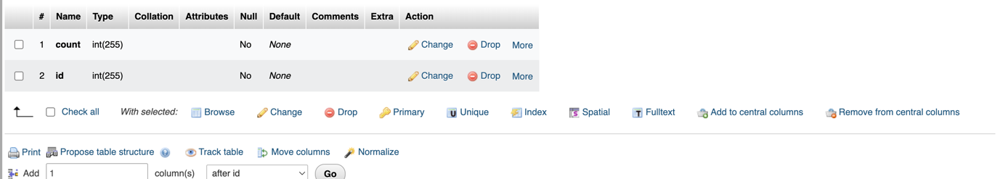 # Name Type Collation Attributes Null Default Comments Extra Action
1 count int(255) No None Change Drop More
2 id int(255) No None Change Drop More
Check all With selected: Browse Change Drop Primary Unique Index Spatial Fulltext Add to central columns Remove from central columns
Print Propose table structure Track table Move columns Normalize
Add 1 column(s) after id Go